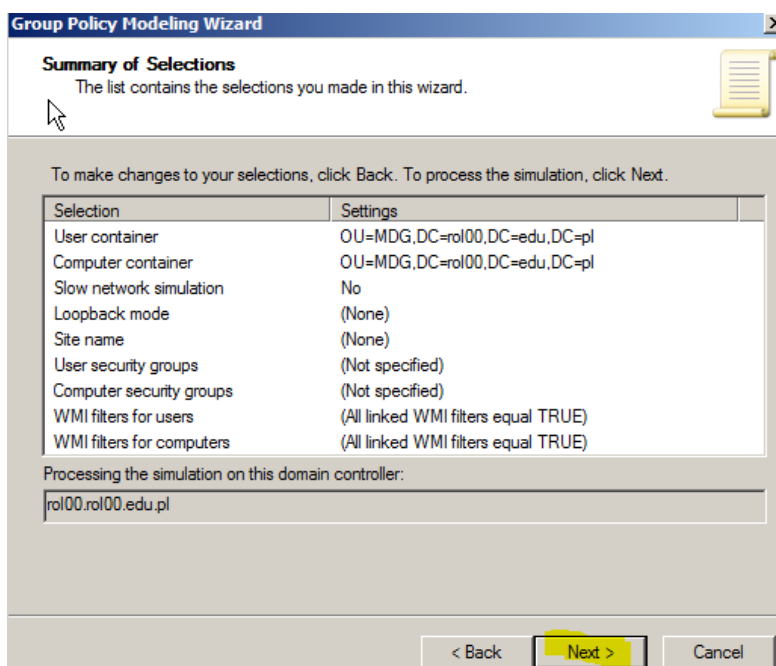 Group Policy Modeling Wizard
Summary of Selections
The list contains the selections you made in this wizard.
To make changes to your selections, click Back. To process the simulation, click Next.
Selection Settings
User container OU=MDG,DC=rol00,DC=edu,DC=pl
Computer container OU=MDG,DC=rol00,DC=edu,DC=pl
Slow network simulation No
Loopback mode (None)
Site name (None)
User security groups (Not specified)
Computer security groups (Not specified)
WMI filters for users (All linked WMI filters equal TRUE)
WMI filters for computers (All linked WMI filters equal TRUE)
Processing the simulation on this domain controller:
rol00.rol00.edu.pl
< Back Next > Cancel